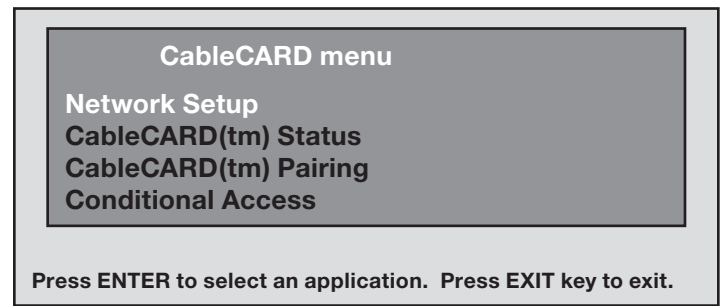 CableCARD menu
Network Setup
CableCARD(tm) Status
CableCARD(tm) Pairing
Conditional Access
Press ENTER to select an application. Press EXIT key to exit.